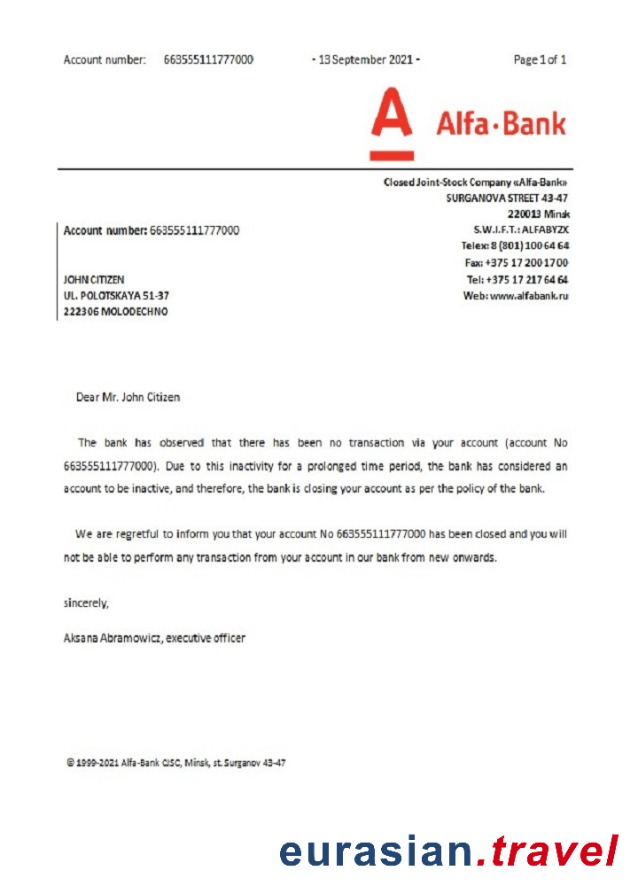 Account number: 663555111777000 - 13 September 2021 - Page 1 of 1
A
Alfa·Bank
Closed Joint-Stock Company «Alfa-Bank»
SURGANOVA STREET 43-47
220013 Minsk
S.W.I.F.T.: ALFABYZX
Telex: 8 (801) 100 64 64
Fax: +375 17 200 17 00
Tel: +375 17 217 64 64
Web: www.alfabank.ru
Account number: 663555111777000
JOHN CITIZEN
UL. POLOTSKAYA 51-37
222306 MOLODECHNO
Dear Mr. John Citizen
The bank has observed that there has been no transaction via your account (account No
663555111777000). Due to this inactivity for a prolonged time period, the bank has considered an
account to be inactive, and therefore, the bank is closing your account as per the policy of the bank.
We are regretful to inform you that your account No 663555111777000 has been closed and you will
not be able to perform any transaction from your account in our bank from new onwards.
sincerely,
Aksana Abramowicz, executive officer
© 1999-2021 Alfa-Bank CJSC, Minsk, st. Surganov 43-47
eurasian.travel